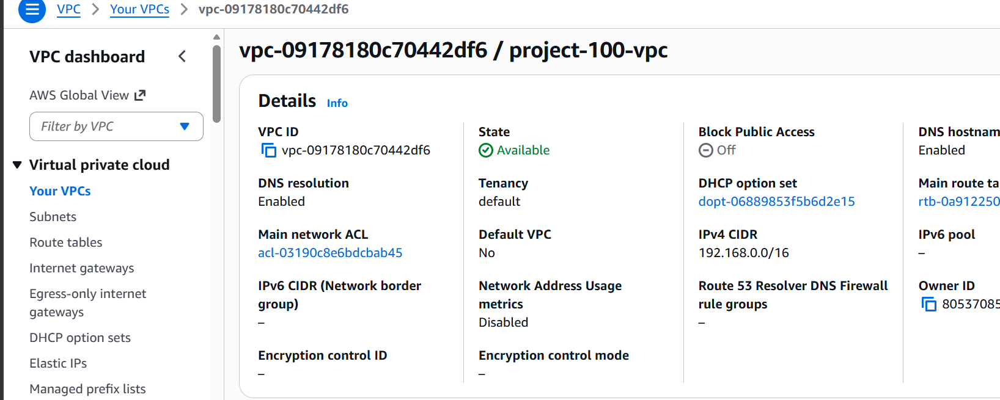 VPC > Your VPCs > vpc-09178180c70442df6
VPC dashboard
AWS Global View
Filter by VPC
Virtual private cloud
Your VPCs
Subnets
Route tables
Internet gateways
Egress-only internet
gateways
DHCP option sets
Elastic IPs
Managed prefix lists
vpc-09178180c70442df6 / project-100-vpc
Details Info
VPC ID
vpc-09178180c70442df6
State
Available
Block Public Access
Off
DNS hostnam
Enabled
DNS resolution
Enabled
Tenancy
default
DHCP option set
dopt-06889853f5b6d2e15
Main route ta
rtb-0a912250
Main network ACL
acl-03190c8e6bdcbab45
Default VPC
No
IPv4 CIDR
192.168.0.0/16
IPv6 pool
–
IPv6 CIDR (Network border
group)
–
Network Address Usage
metrics
Disabled
Route 53 Resolver DNS Firewall
rule groups
–
Owner ID
80537085
Encryption control ID
–
Encryption control mode
–